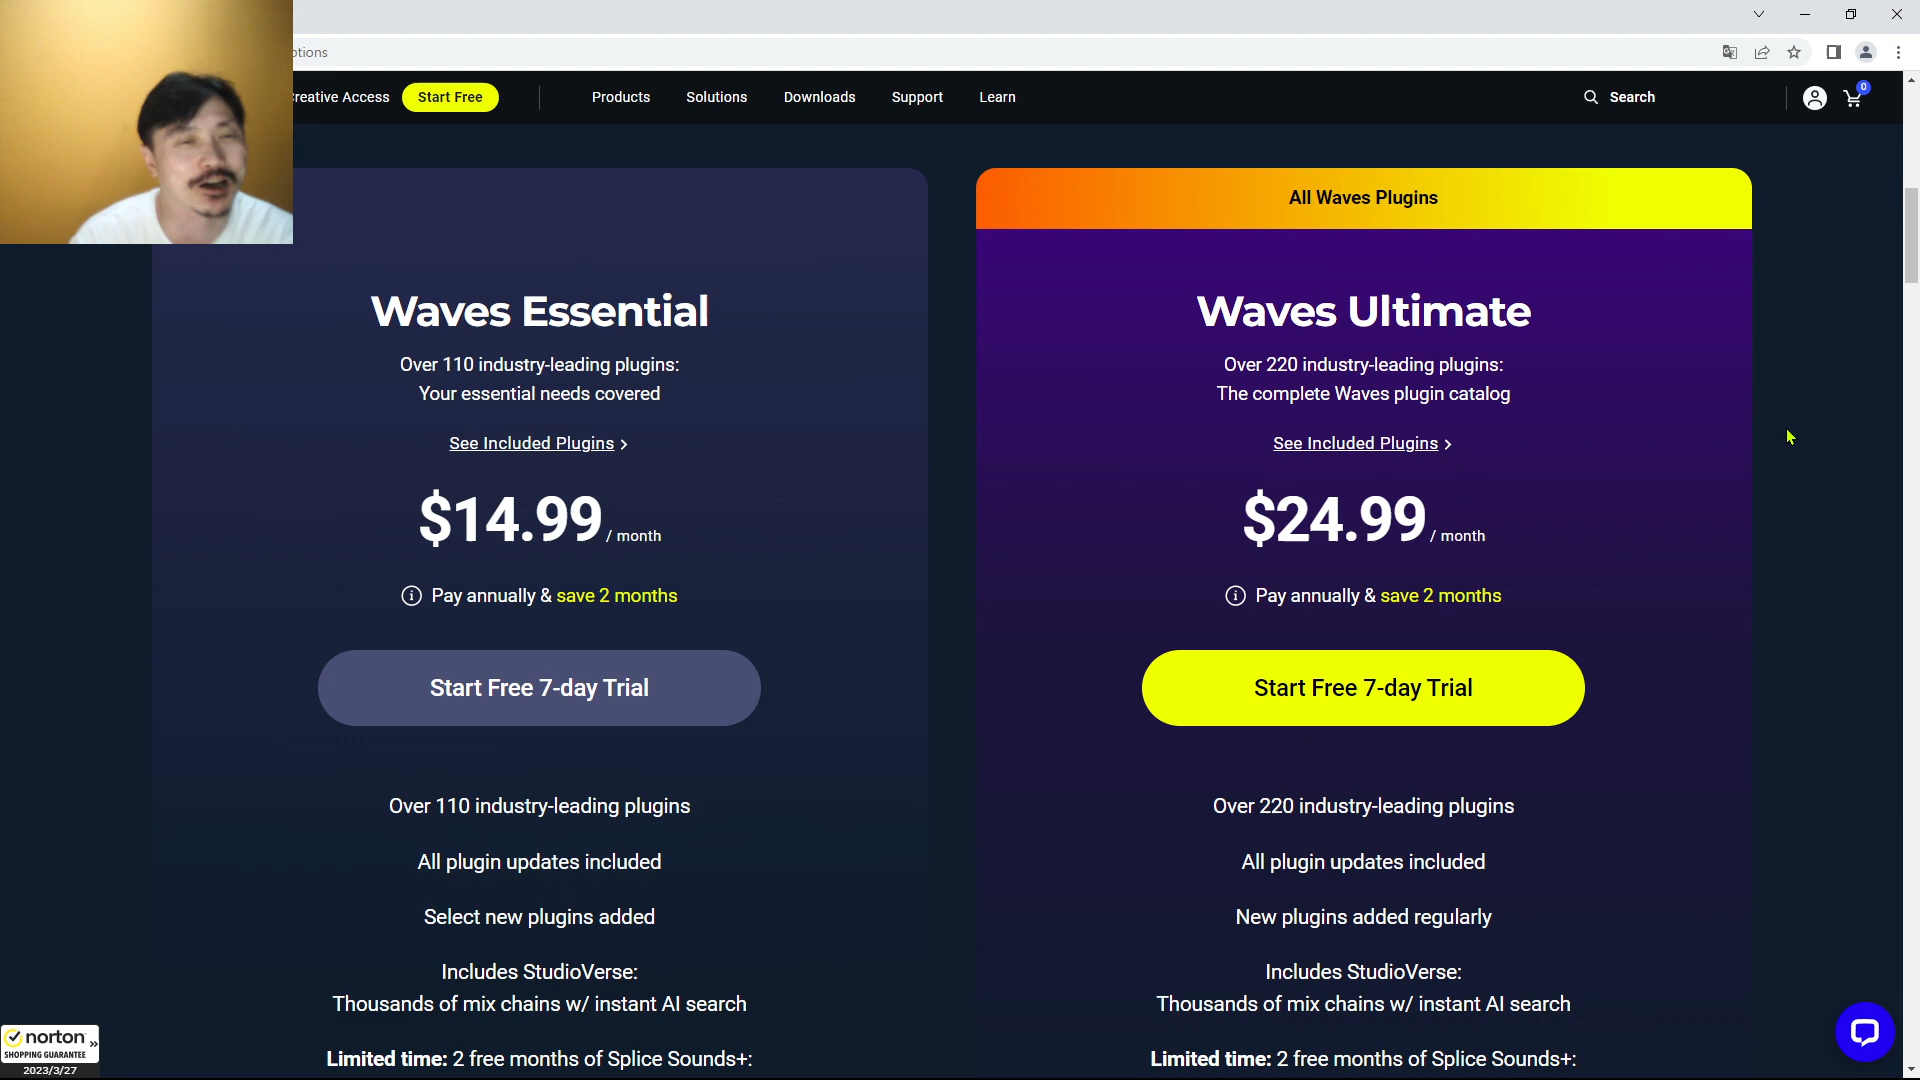 ptions
reative Access
Start Free
Products
Solutions
Downloads
Support
Learn
Search
0
Waves Essential
Over 110 industry-leading plugins:
Your essential needs covered
See Included Plugins >
$14.99 / month
Pay annually & save 2 months
Start Free 7-day Trial
Over 110 industry-leading plugins
All plugin updates included
Select new plugins added
Includes StudioVerse:
Thousands of mix chains w/ instant AI search
Limited time: 2 free months of Splice Sounds+:
All Waves Plugins
Waves Ultimate
Over 220 industry-leading plugins:
The complete Waves plugin catalog
See Included Plugins >
$24.99 / month
Pay annually & save 2 months
Start Free 7-day Trial
Over 220 industry-leading plugins
All plugin updates included
New plugins added regularly
Includes StudioVerse:
Thousands of mix chains w/ instant AI search
Limited time: 2 free months of Splice Sounds+:
norton »
SHOPPING GUARANTEE
2023/3/27